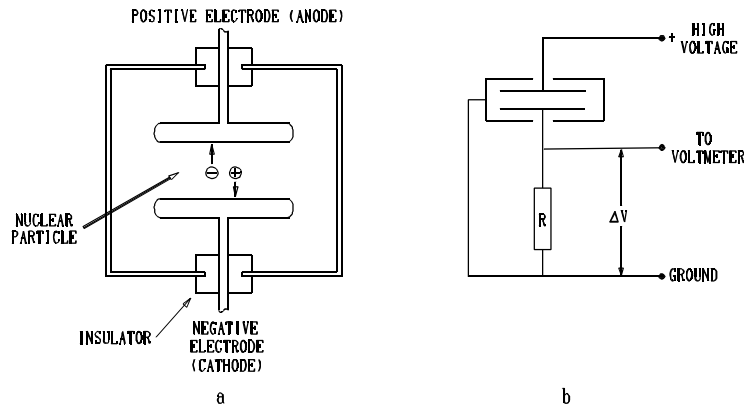 POSITIVE ELECTRODE (ANODE)
NUCLEAR
PARTICLE
INSULATOR
NEGATIVE
ELECTRODE
(CATHODE)
a
+ HIGH
VOLTAGE
TO
VOLTMETER
R
ΔV
GROUND
b